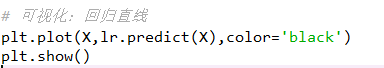 # 可视化：回归直线
plt.plot(X,lr.predict(X),color='black')
plt.show()